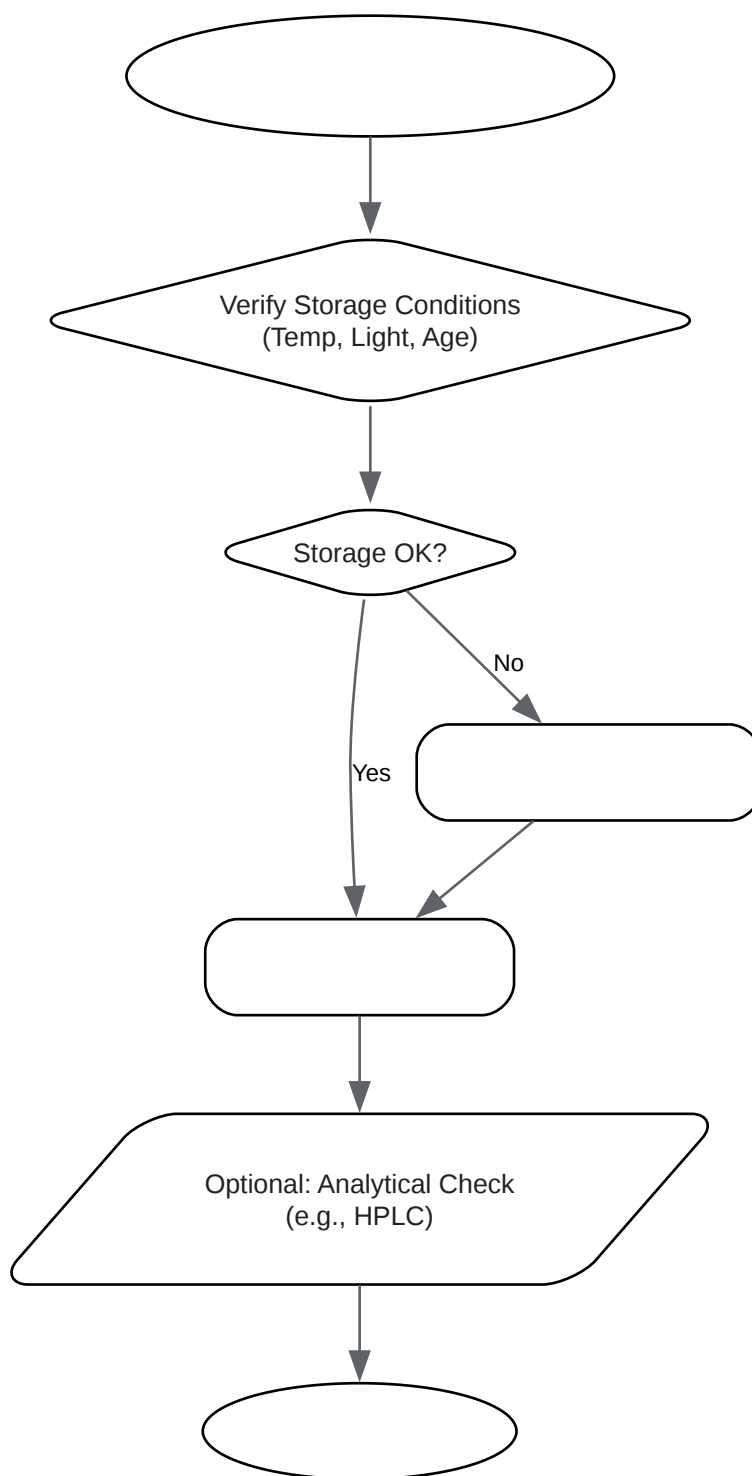 Verify Storage Conditions
(Temp, Light, Age)
Storage OK?
No
Yes
Optional: Analytical Check
(e.g., HPLC)